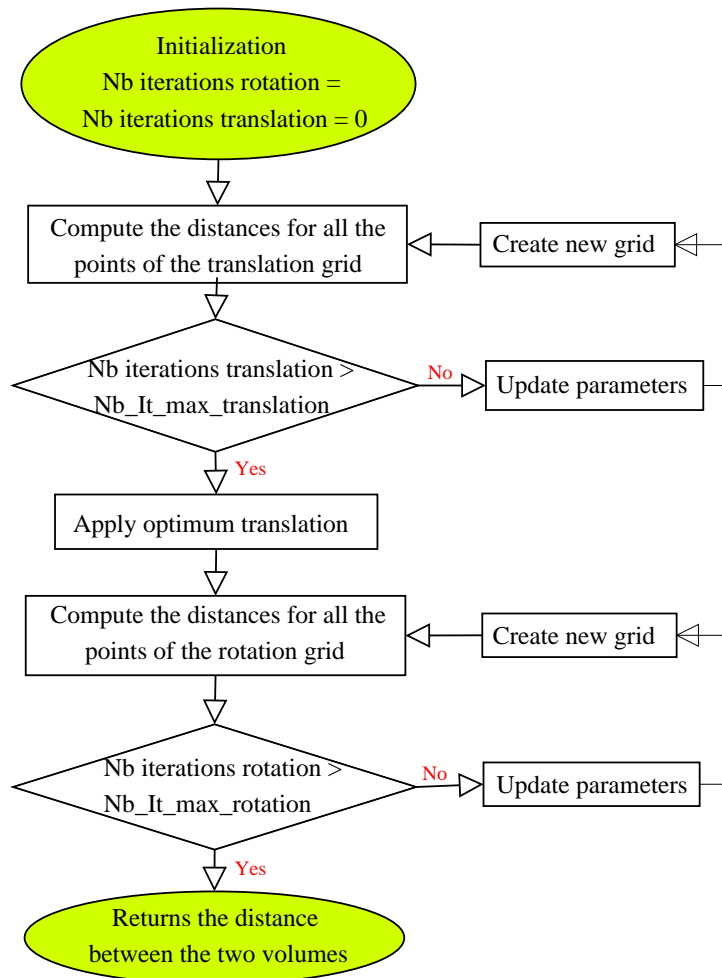 Initialization
Nb iterations rotation =
Nb iterations translation = 0
Compute the distances for all the
points of the translation grid
Create new grid
Nb iterations translation >
Nb_It_max_translation
No
Update parameters
Yes
Apply optimum translation
Compute the distances for all the
points of the rotation grid
Create new grid
Nb iterations rotation >
Nb_It_max_rotation
No
Update parameters
Yes
Returns the distance
between the two volumes